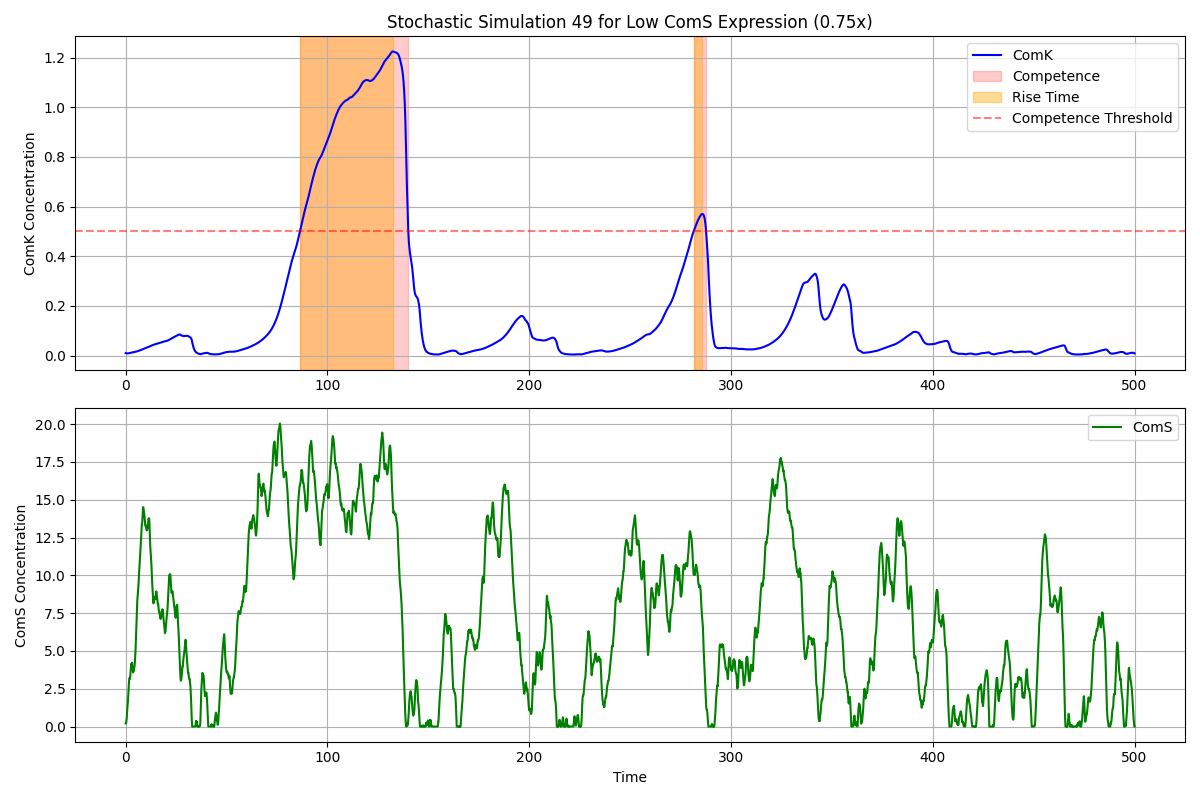 Stochastic Simulation 49 for Low ComS Expression (0.75x)
ComK Concentration
1.2
1.0
0.8
0.6
0.4
0.2
0.0
ComK
Competence
Rise Time
Competence Threshold
0 100 200 300 400 500
ComS Concentration
20.0
17.5
15.0
12.5
10.0
7.5
5.0
2.5
0.0
ComS
0 100 200 300 400 500
Time